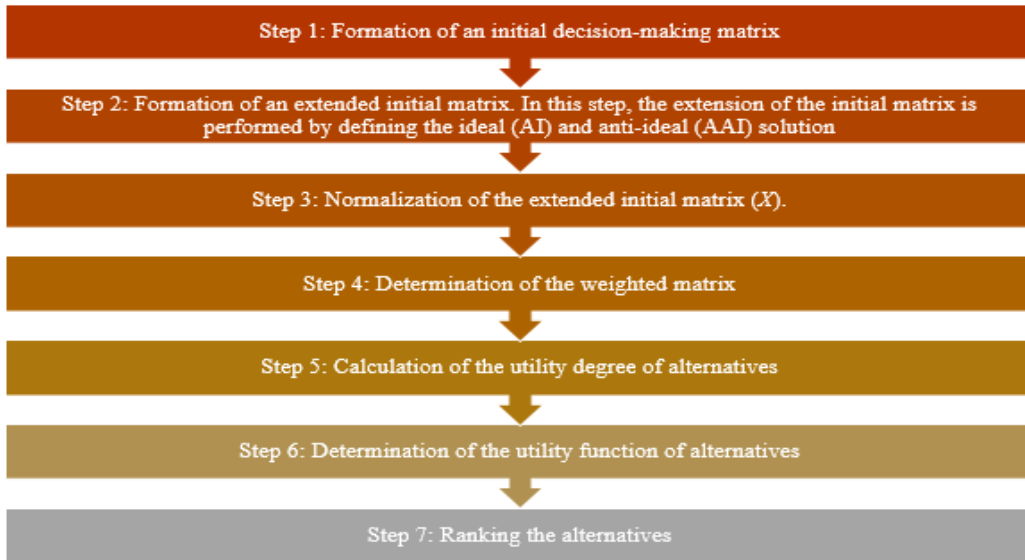 Step 1: Formation of an initial decision-making matrix
Step 2: Formation of an extended initial matrix. In this step, the extension of the initial matrix is
performed by defining the ideal (AI) and anti-ideal (AAI) solution
Step 3: Normalization of the extended initial matrix (X).
Step 4: Determination of the weighted matrix
Step 5: Calculation of the utility degree of alternatives
Step 6: Determination of the utility function of alternatives
Step 7: Ranking the alternatives